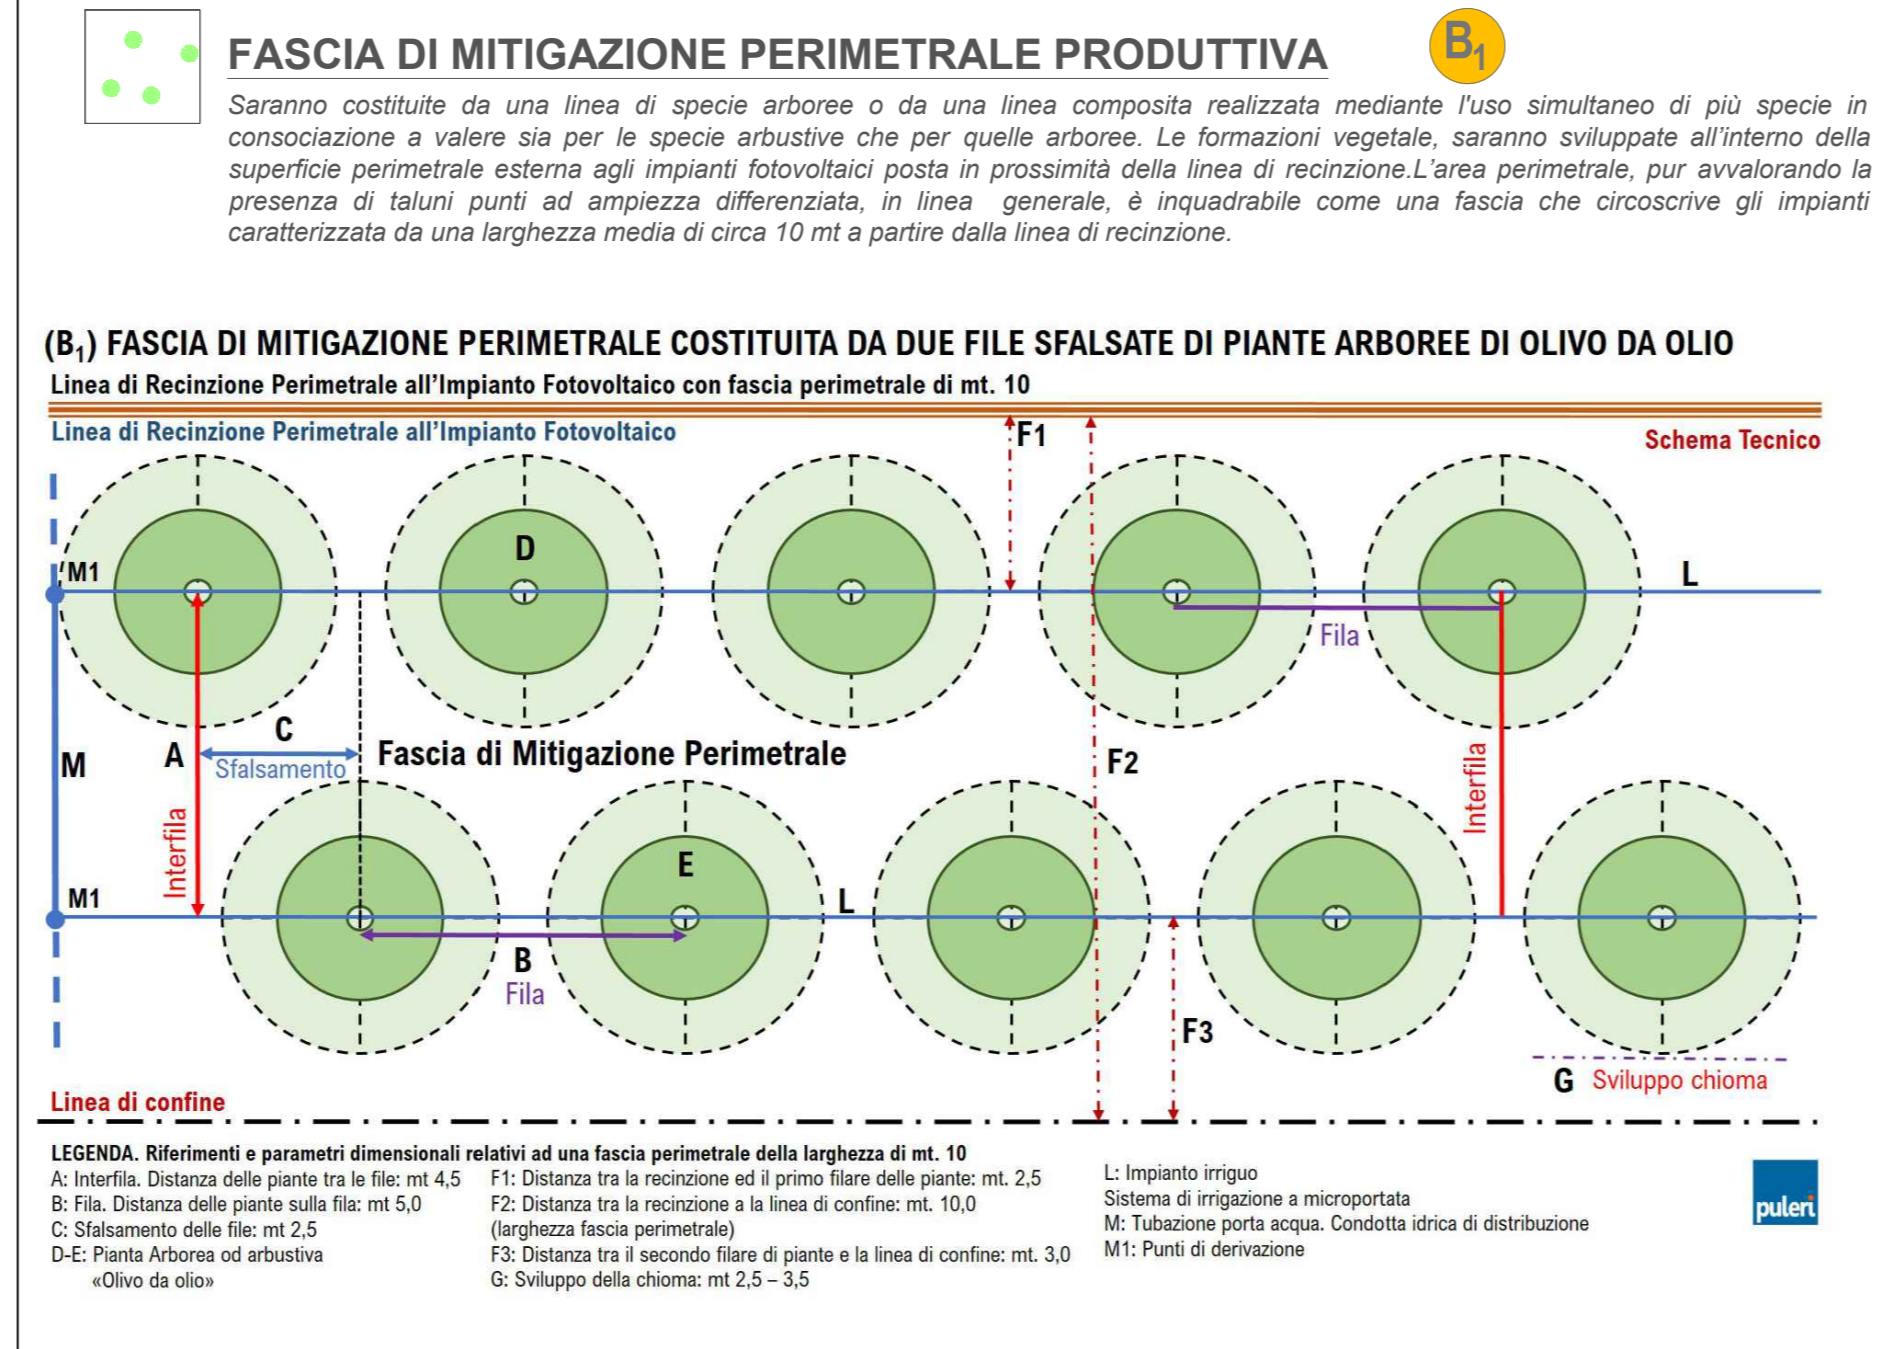 FASCIA DI MITIGAZIONE PERIMETRALE PRODUTTIVA
B1
Saranno costituite da una linea di specie arboree o da una linea composita realizzata mediante l'uso simultaneo di più specie in
consociazione a valere sia per le specie arbustive che per quelle arboree. Le formazioni vegetale, saranno sviluppate all'interno della
superficie perimetrale esterna agli impianti fotovoltaici posta in prossimità della linea di recinzione.L'area perimetrale, pur avvalorando la
presenza di taluni punti ad ampiezza differenziata, in linea generale, è inquadrabile come una fascia che circoscrive gli impianti
caratterizzata da una larghezza media di circa 10 mt a partire dalla linea di recinzione.
(B1) FASCIA DI MITIGAZIONE PERIMETRALE COSTITUITA DA DUE FILE SFALSATE DI PIANTE ARBOREE DI OLIVO DA OLIO
Linea di Recinzione Perimetrale all'Impianto Fotovoltaico con fascia perimetrale di mt. 10
Linea di Recinzione Perimetrale all'Impianto Fotovoltaico
F1
Schema Tecnico
D
M1
L
Fila
C
A
Sfalsamento
Fascia di Mitigazione Perimetrale
M
F2
Interfila
Interfila
E
M1
L
B
Fila
F3
G Sviluppo chioma
Linea di confine
LEGENDA. Riferimenti e parametri dimensionali relativi ad una fascia perimetrale della larghezza di mt. 10
A: Interfila. Distanza delle piante tra le file: mt 4,5
B: Fila. Distanza delle piante sulla fila: mt 5,0
C: Sfalsamento delle file: mt 2,5
D-E: Pianta Arborea od arbustiva
«Olivo da olio»
F1: Distanza tra la recinzione ed il primo filare delle piante: mt. 2,5
F2: Distanza tra la recinzione a la linea di confine: mt. 10,0
(larghezza fascia perimetrale)
F3: Distanza tra il secondo filare di piante e la linea di confine: mt. 3,0
G: Sviluppo della chioma: mt 2,5 – 3,5
L: Impianto irriguo
Sistema di irrigazione a microportata
M: Tubazione porta acqua. Condotta idrica di distribuzione
M1: Punti di derivazione
puleri